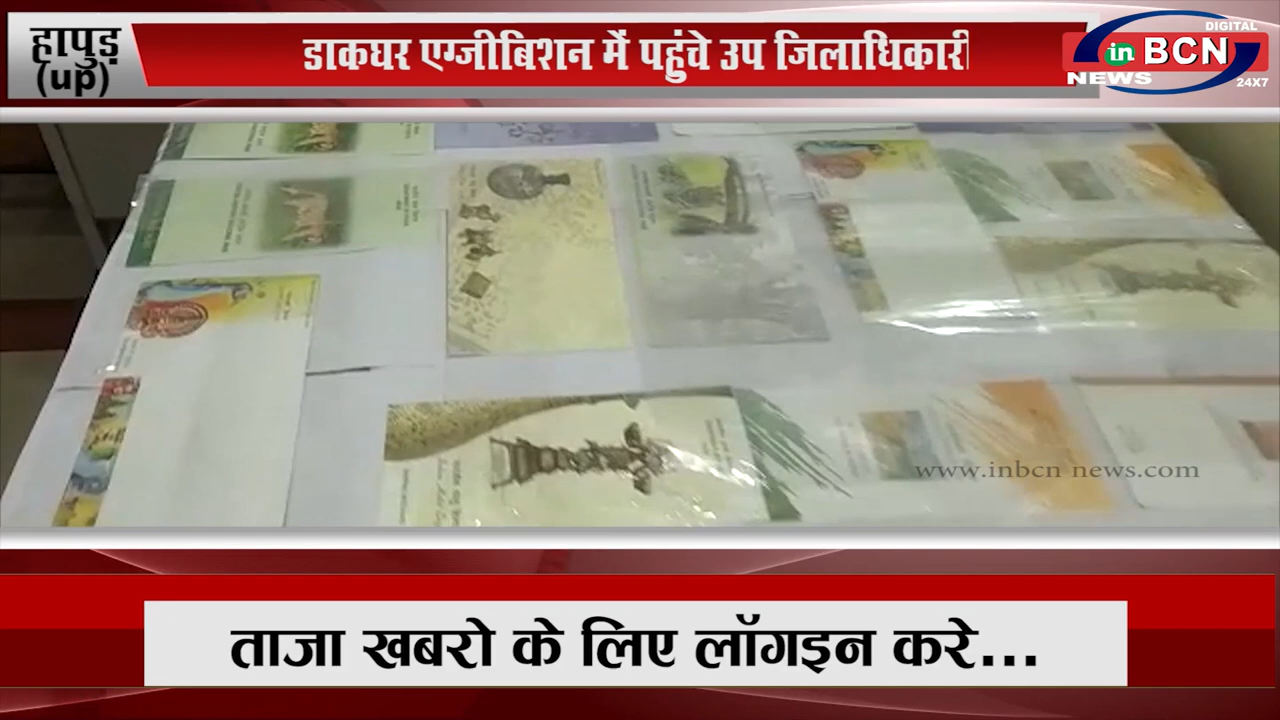 हापुड़
(up)
डाकघर एग्जीबिशन में पहुंचे उप जिलाधिकारी
DIGITAL
in BCN
NEWS
24X7
www.inbcn news.com
ताजा खबरो के लिए लॉगइन करे...